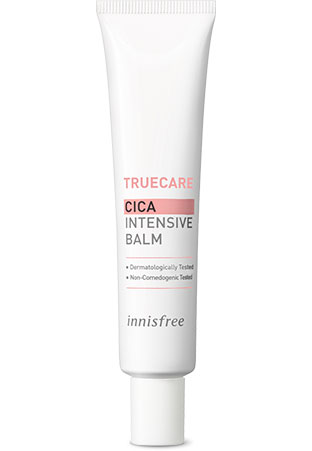 TRUECARE
CICA
INTENSIVE
BALM
• Dermatologically Tested
• Non-Comedogenic Tested
innisfree